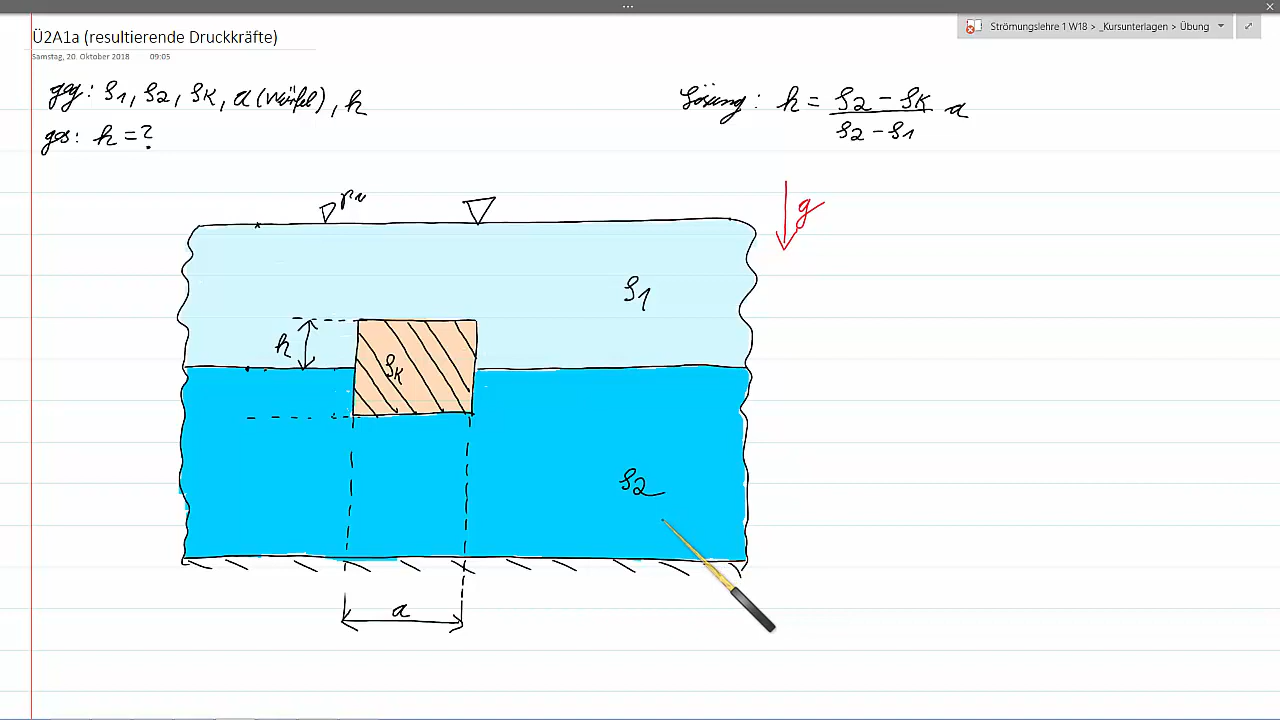 Ü2A1a (resultierende Druckkräfte)
Strömungslehre 1 W18 > _Kursunterlagen > Übung
Samstag, 20. Oktober 2018 09:05
geg: ρ1, ρ2, ρK, a (Würfel), h
ges: h = ?
Lösung: h = (ρ2 - ρK) / (ρ2 - ρ1) a
g
ρ1
h
ρK
ρ2
a